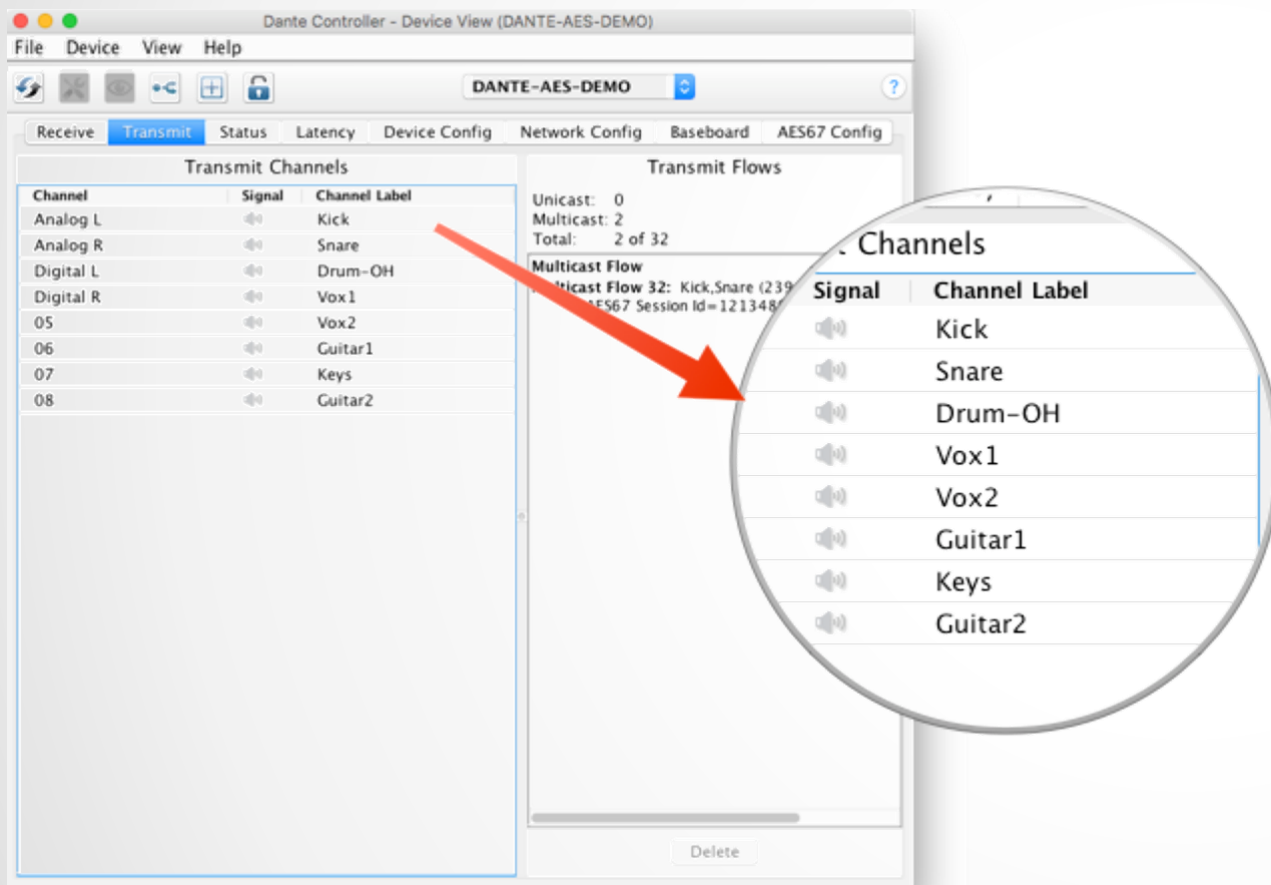 Dante Controller - Device View (DANTE-AES-DEMO)
File Device View Help
DANTE-AES-DEMO
?
Receive Transmit Status Latency Device Config Network Config Baseboard AES67 Config
Transmit Channels
Channel Signal Channel Label
Analog L Kick
Analog R Snare
Digital L Drum-OH
Digital R Vox1
05 Vox2
06 Guitar1
07 Keys
08 Guitar2
Transmit Flows
Unicast: 0
Multicast: 2
Total: 2 of 32
Multicast Flow
Flow 32: Kick,Snare (239
AES67 Session Id=121348
Delete
Channels
Signal Channel Label
Kick
Snare
Drum-OH
Vox1
Vox2
Guitar1
Keys
Guitar2